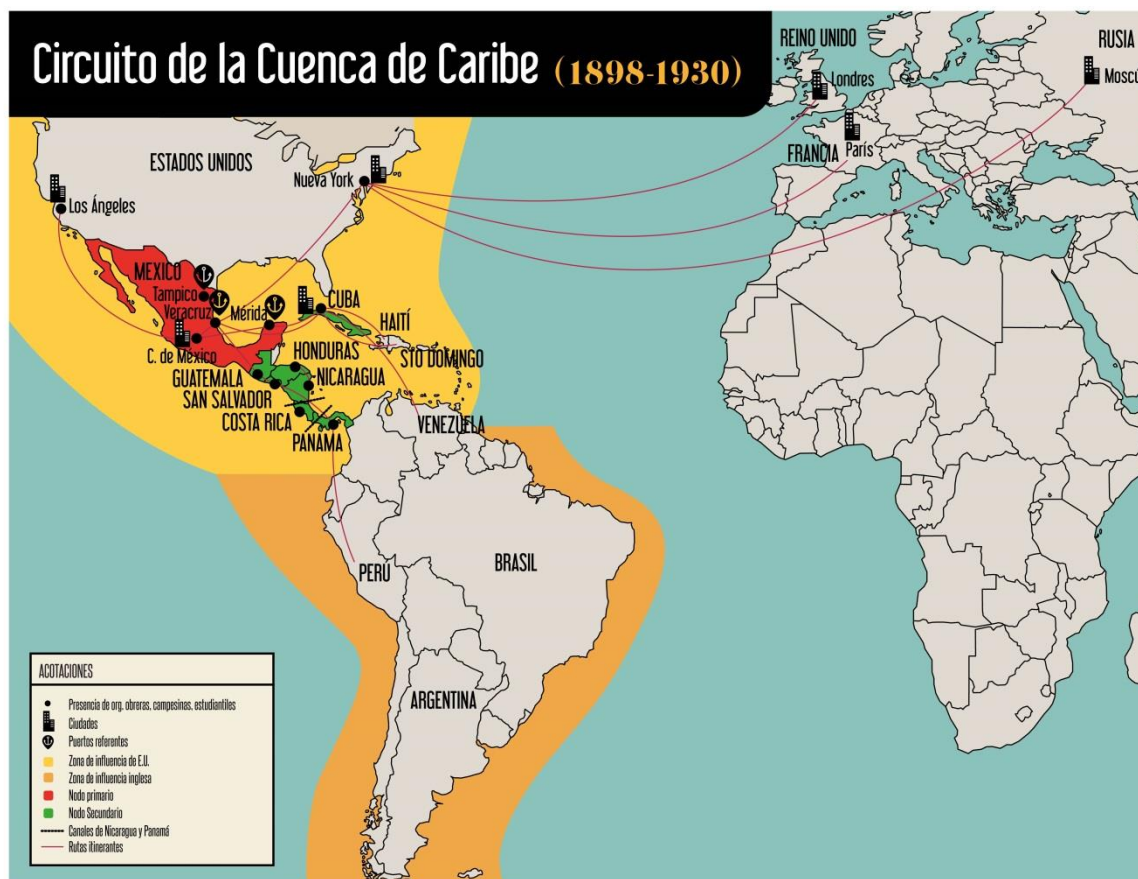 Circuito de la Cuenca de Caribe (1898-1930)
REINO UNIDO
RUSIA
Londres
Moscú
FRANCIA
París
ESTADOS UNIDOS
Nueva York
Los Ángeles
MEXICO
Tampico
Veracruz
Mérida
C. de México
CUBA
HAITÍ
STO DOMINGO
HONDURAS
GUATEMALA
NICARAGUA
SAN SALVADOR
COSTA RICA
PANAMA
VENEZUELA
PERÚ
BRASIL
ARGENTINA
ACOTACIONES
Presencia de org. obreras, campesinas, estudiantiles
Ciudades
Puertos referentes
Zona de influencia de E.U.
Zona de influencia inglesa
Nodo primario
Nodo Secundario
Canales de Nicaragua y Panamá
Rutas itinerantes